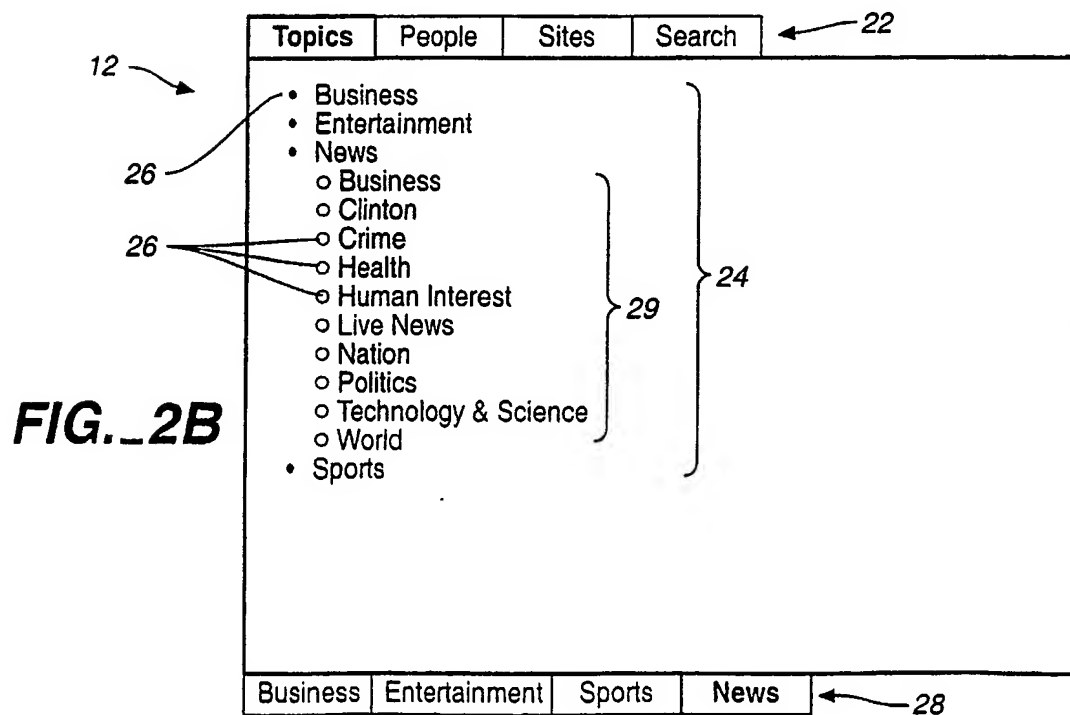 Topics People Sites Search 22
12
• Business
• Entertainment
26 • News
○ Business
○ Clinton
26 ○ Crime
○ Health 24
○ Human Interest 29
○ Live News
○ Nation
○ Politics
FIG._2B ○ Technology & Science
○ World
• Sports
Business Entertainment Sports News 28